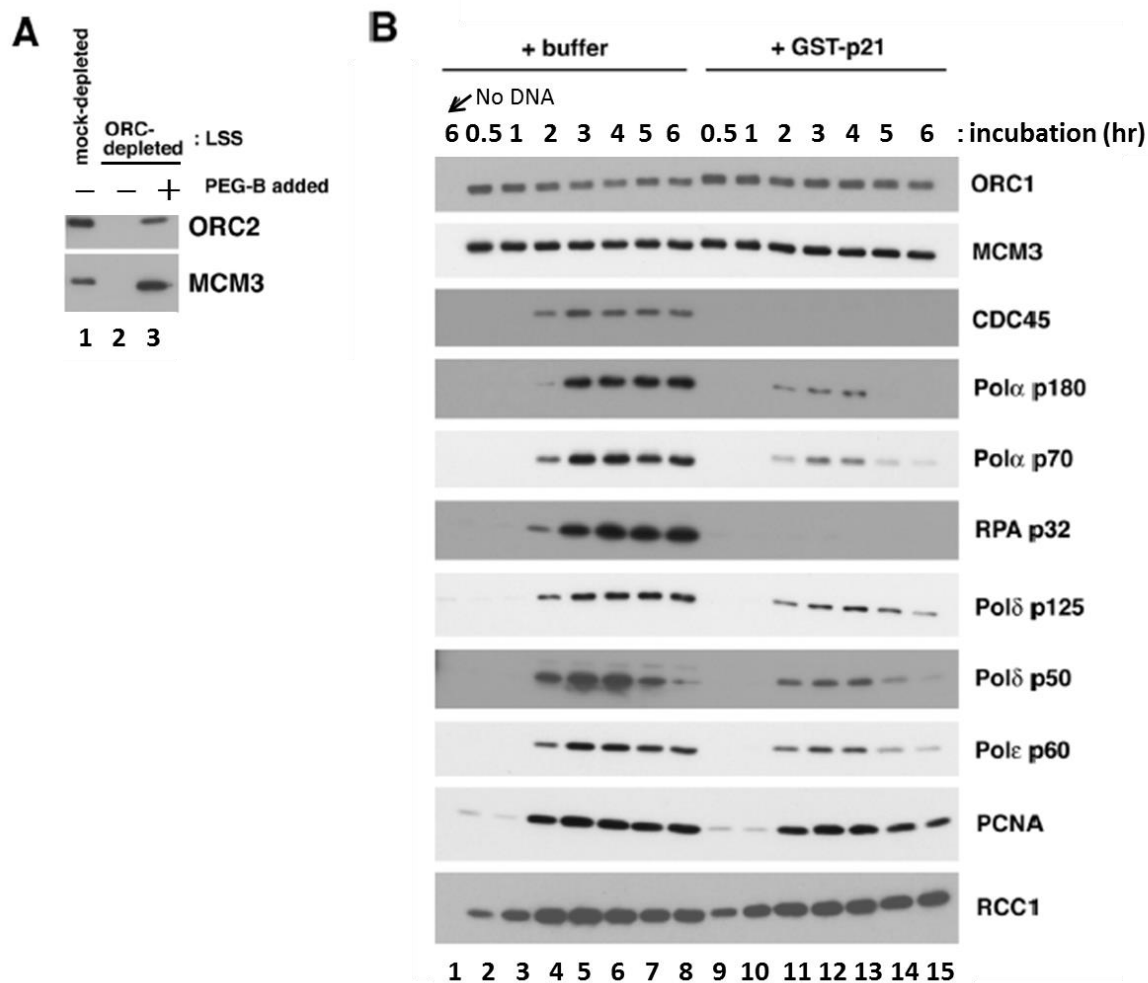 A
mock-depleted
ORC-
depleted
: LSS
– – + PEG-B added
ORC2
MCM3
1 2 3
B
+ buffer + GST-p21
No DNA
6 0.5 1 2 3 4 5 6 0.5 1 2 3 4 5 6 : incubation (hr)
ORC1
MCM3
CDC45
Polα p180
Polα p70
RPA p32
Polδ p125
Polδ p50
Polε p60
PCNA
RCC1
1 2 3 4 5 6 7 8 9 10 11 12 13 14 15